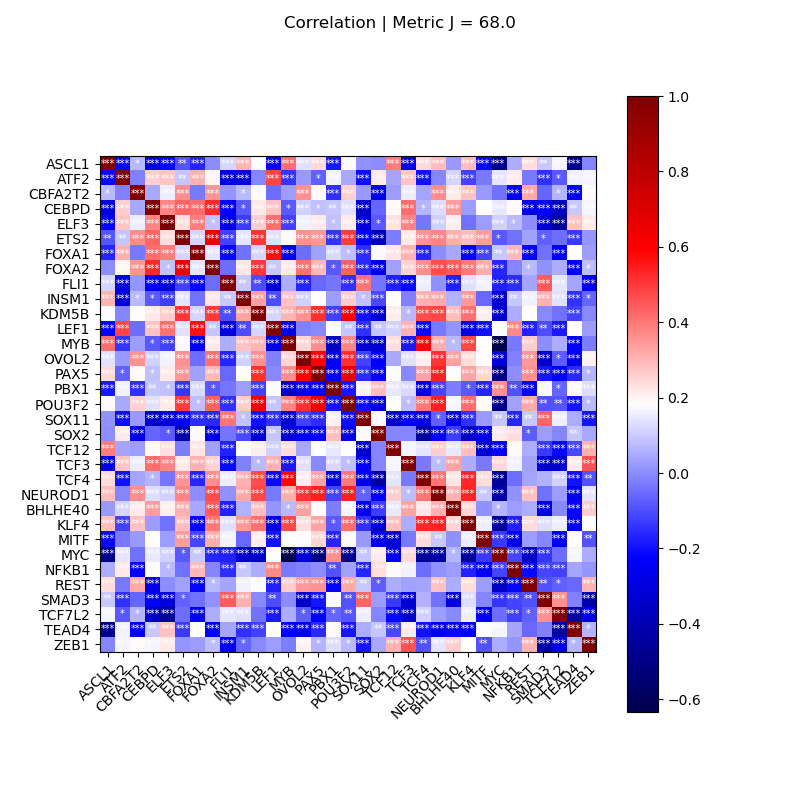 Correlation | Metric J = 68.0
ASCL1
ATF2
CBFA2T2
CEBPD
ELF3
ETS2
FOXA1
FOXA2
FLI1
INSM1
KDM5B
LEF1
MYB
OVOL2
PAX5
PBX1
POU3F2
SOX11
SOX2
TCF12
TCF3
TCF4
NEUROD1
BHLHE40
KLF4
MITF
MYC
NFKB1
REST
SMAD3
TCF7L2
TEAD4
ZEB1
ASCL1
ATF2
CBFA2T2
CEBPD
ELF3
ETS2
FOXA1
FOXA2
FLI1
INSM1
KDM5B
LEF1
MYB
OVOL2
PAX5
PBX1
POU3F2
SOX11
SOX2
TCF12
TCF3
TCF4
NEUROD1
BHLHE40
KLF4
MITF
MYC
NFKB1
REST
SMAD3
TCF7L2
TEAD4
ZEB1
1.0
0.8
0.6
0.4
0.2
0.0
−0.2
−0.4
−0.6